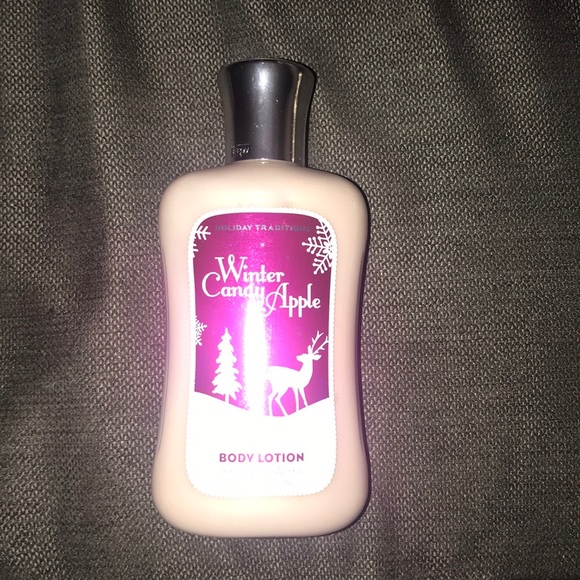 HOLIDAY TRADITIONS
Winter
Candy Apple
BODY LOTION